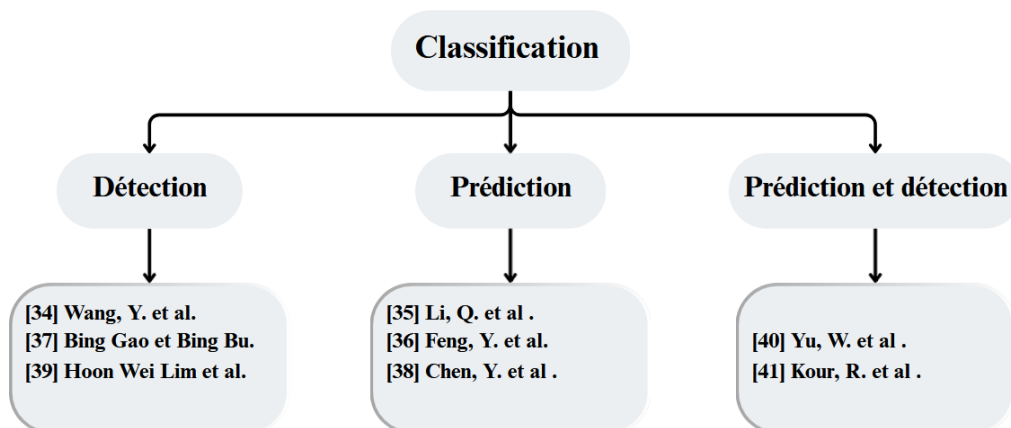 Classification
Détection
Prédiction
Prédiction et détection
[34] Wang, Y. et al.
[37] Bing Gao et Bing Bu.
[39] Hoon Wei Lim et al.
[35] Li, Q. et al .
[36] Feng, Y. et al.
[38] Chen, Y. et al .
[40] Yu, W. et al .
[41] Kour, R. et al .